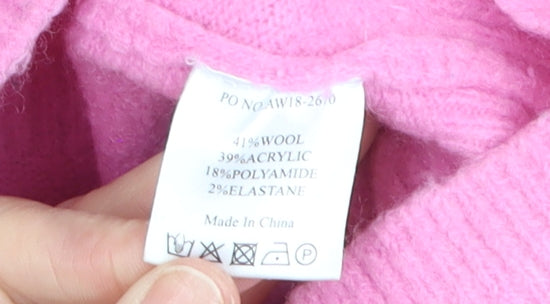 PO NO.AW18-2670
41%WOOL
39%ACRYLIC
18%POLYAMIDE
2%ELASTANE
Made In China
P